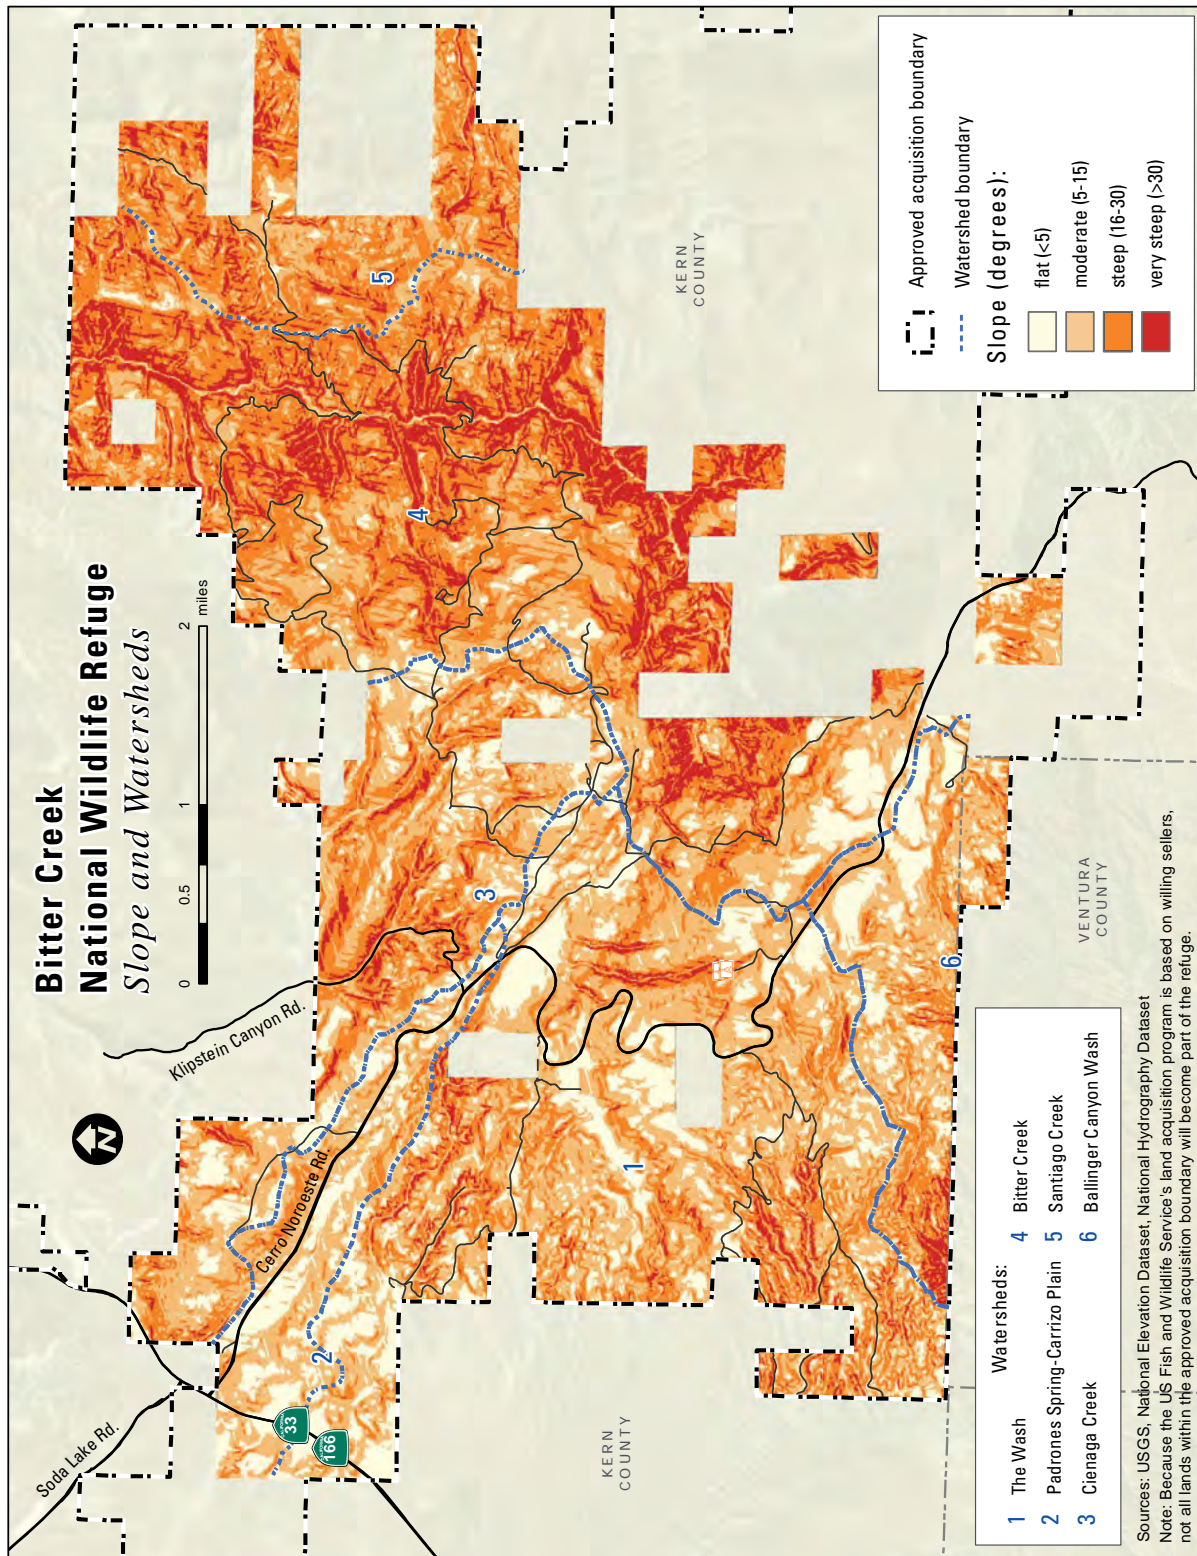 Bitter Creek
National Wildlife Refuge
Slope and Watersheds
0
0.5
1
2
miles
N
Soda Lake Rd.
Klipstein Canyon Rd.
Cerro Noroeste Rd.
33
166
1
2
3
4
5
6
KERN
COUNTY
KERN
COUNTY
VENTURA
COUNTY
Approved acquisition boundary
Watershed boundary
Slope (degrees):
flat (<5)
moderate (5-15)
steep (16-30)
very steep (>30)
Watersheds:
1 The Wash
2 Padrones Spring-Carrizo Plain
3 Cienaga Creek
4 Bitter Creek
5 Santiago Creek
6 Ballinger Canyon Wash
Sources: USGS, National Elevation Dataset, National Hydrography Dataset
Note: Because the US Fish and Wildlife Service's land acquisition program is based on willing sellers,
not all lands within the approved acquisition boundary will become part of the refuge.